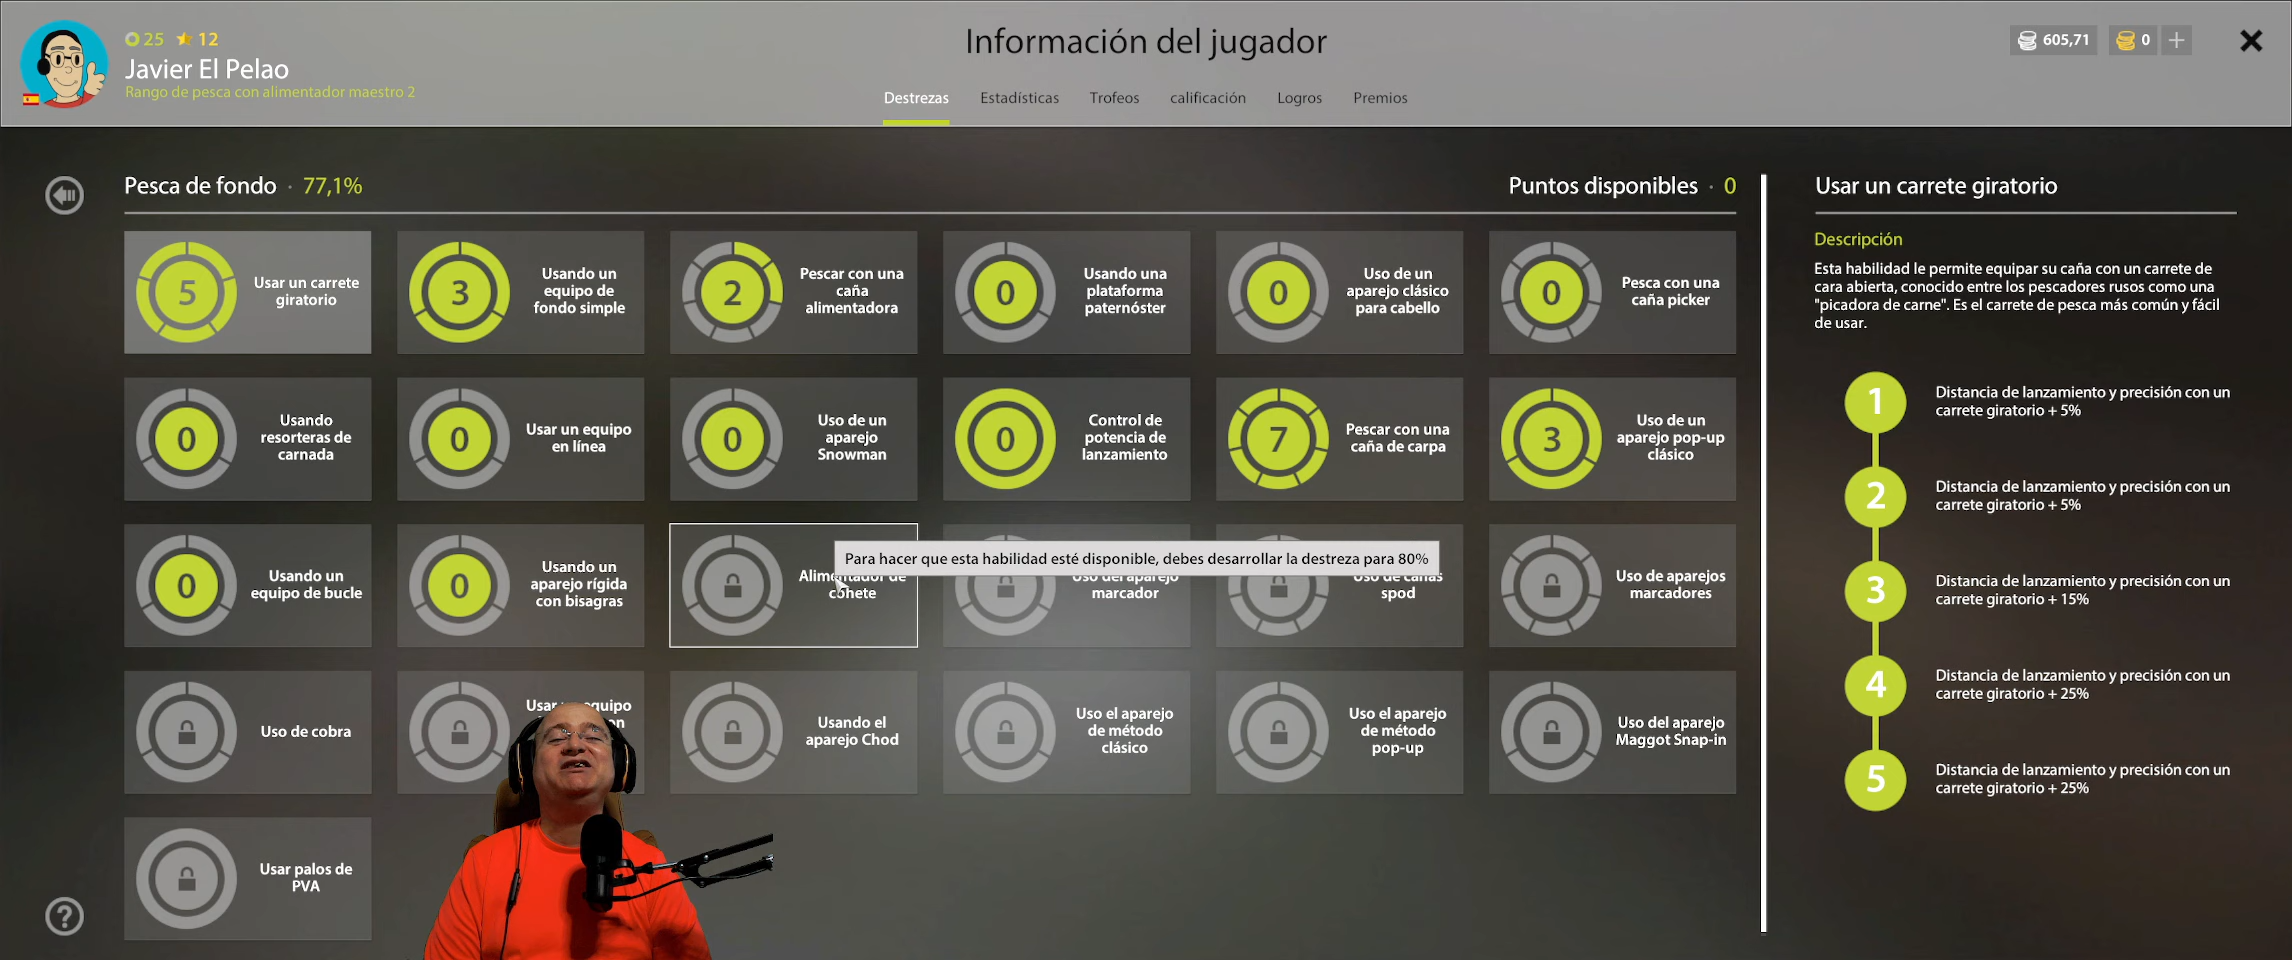 25 12
Javier El Pelao
Rango de pesca con alimentador maestro 2
Información del jugador
605,71
0
+
Destrezas
Estadísticas
Trofeos
calificación
Logros
Premios
Pesca de fondo · 77,1%
Puntos disponibles · 0
5
Usar un carrete
giratorio
3
Usando un
equipo de
fondo simple
2
Pescar con una
caña
alimentadora
0
Usando una
plataforma
paternóster
0
Uso de un
aparejo clásico
para cabello
0
Pesca con una
caña picker
0
Usando
resorteras de
carnada
0
Usar un equipo
en línea
0
Uso de un
aparejo
Snowman
0
Control de
potencia de
lanzamiento
7
Pescar con una
caña de carpa
3
Uso de un
aparejo pop-up
clásico
0
Usando un
equipo de bucle
0
Usando un
aparejo rígida
con bisagras
Para hacer que esta habilidad esté disponible, debes desarrollar la destreza para 80%
Alimentador de
cohete
Uso del aparejo
marcador
Uso de cañas
spod
Uso de aparejos
marcadores
Uso de cobra
Usar equipo
Usando el
aparejo Chod
Uso el aparejo
de método
clásico
Uso el aparejo
de método
pop-up
Uso del aparejo
Maggot Snap-in
Usar palos de
PVA
?
Usar un carrete giratorio
Descripción
Esta habilidad le permite equipar su caña con un carrete de
cara abierta, conocido entre los pescadores rusos como una
"picadora de carne". Es el carrete de pesca más común y fácil
de usar.
1
Distancia de lanzamiento y precisión con un
carrete giratorio + 5%
2
Distancia de lanzamiento y precisión con un
carrete giratorio + 5%
3
Distancia de lanzamiento y precisión con un
carrete giratorio + 15%
4
Distancia de lanzamiento y precisión con un
carrete giratorio + 25%
5
Distancia de lanzamiento y precisión con un
carrete giratorio + 25%